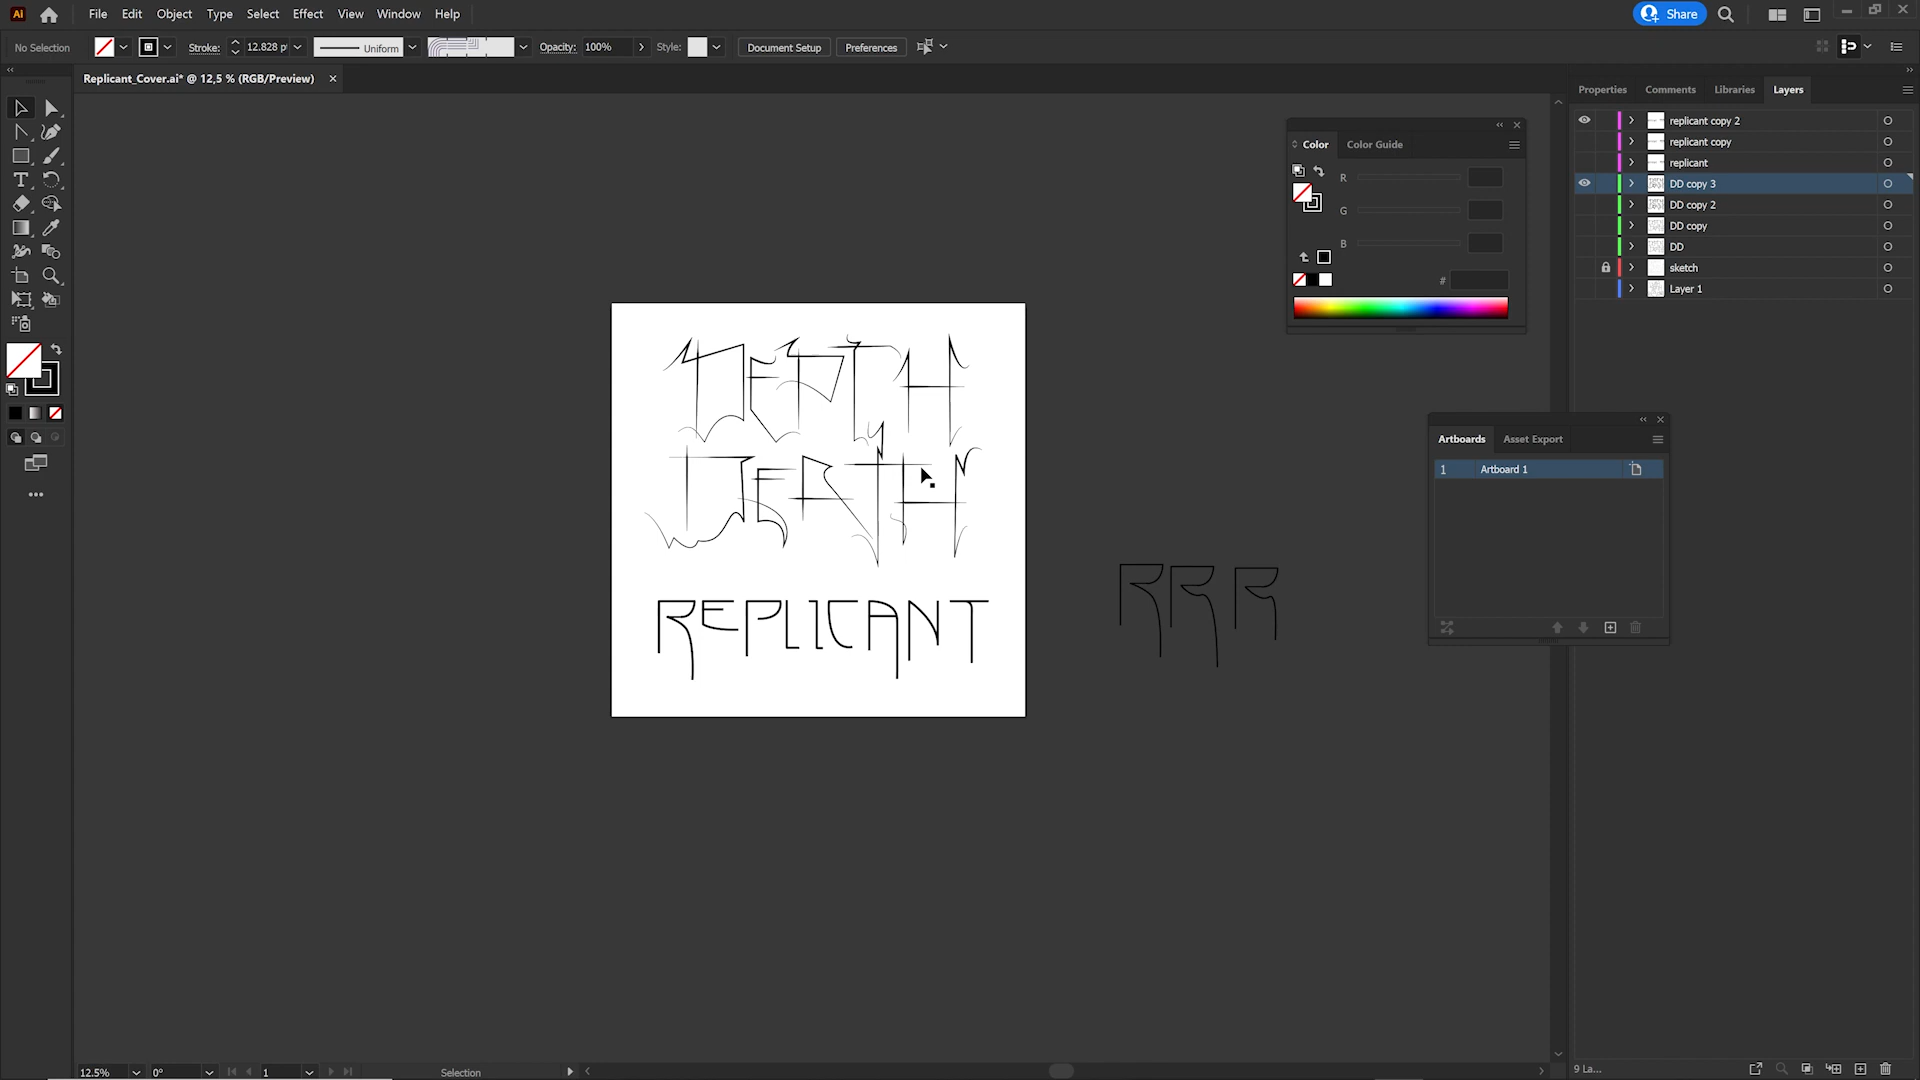 Ai File Edit Object Type Select Effect View Window Help Share
No Selection Stroke: 12.828 p Uniform Opacity: 100% Style: Document Setup Preferences
Replicant_Cover.ai* @ 12,5 % (RGB/Preview)
Properties Comments Libraries Layers
replicant copy 2
replicant copy
replicant
DD copy 3
DD copy 2
DD copy
DD
sketch
Layer 1
Color Color Guide
R
G
B
#
DEPTH
DERTH
REPLICANT
RRR
Artboards Asset Export
1 Artboard 1
12.5% 0° 1 Selection
9 La...